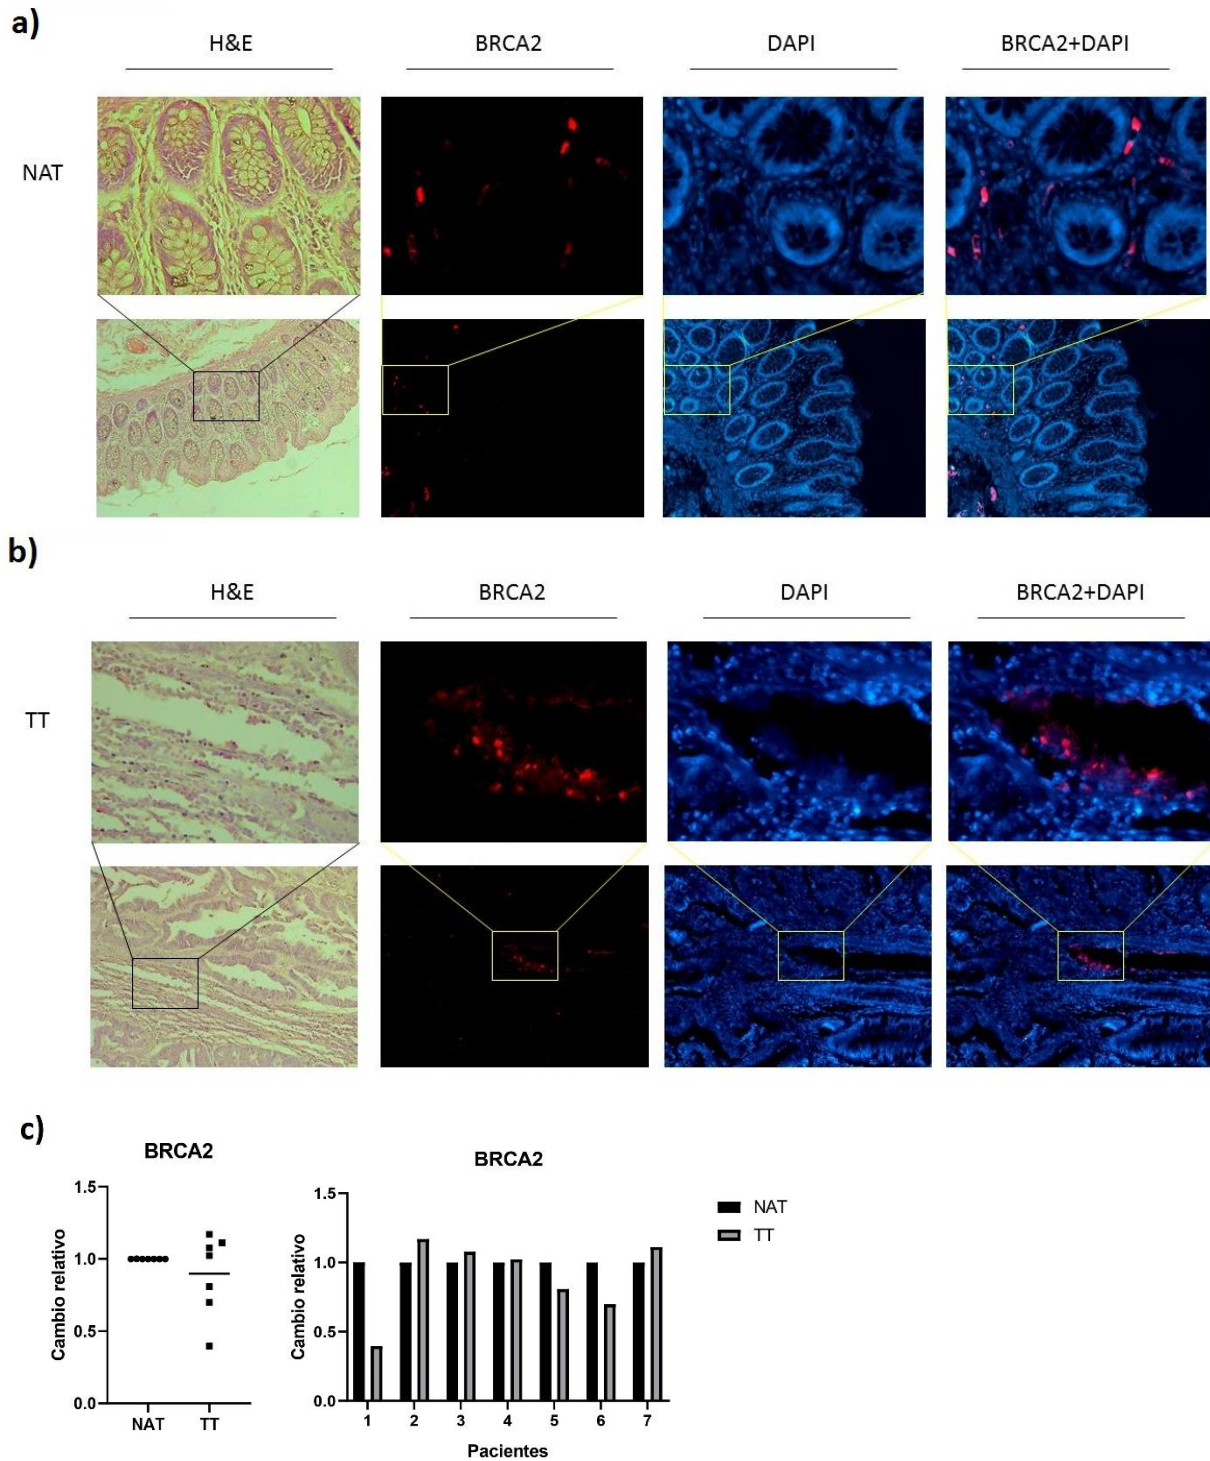 a)
H&E BRCA2 DAPI BRCA2+DAPI
NAT
b)
H&E BRCA2 DAPI BRCA2+DAPI
TT
c)
BRCA2
Cambio relativo
1.5
1.0
0.5
0.0
NAT TT
BRCA2
Cambio relativo
1.5
1.0
0.5
0.0
1 2 3 4 5 6 7
Pacientes
NAT
TT